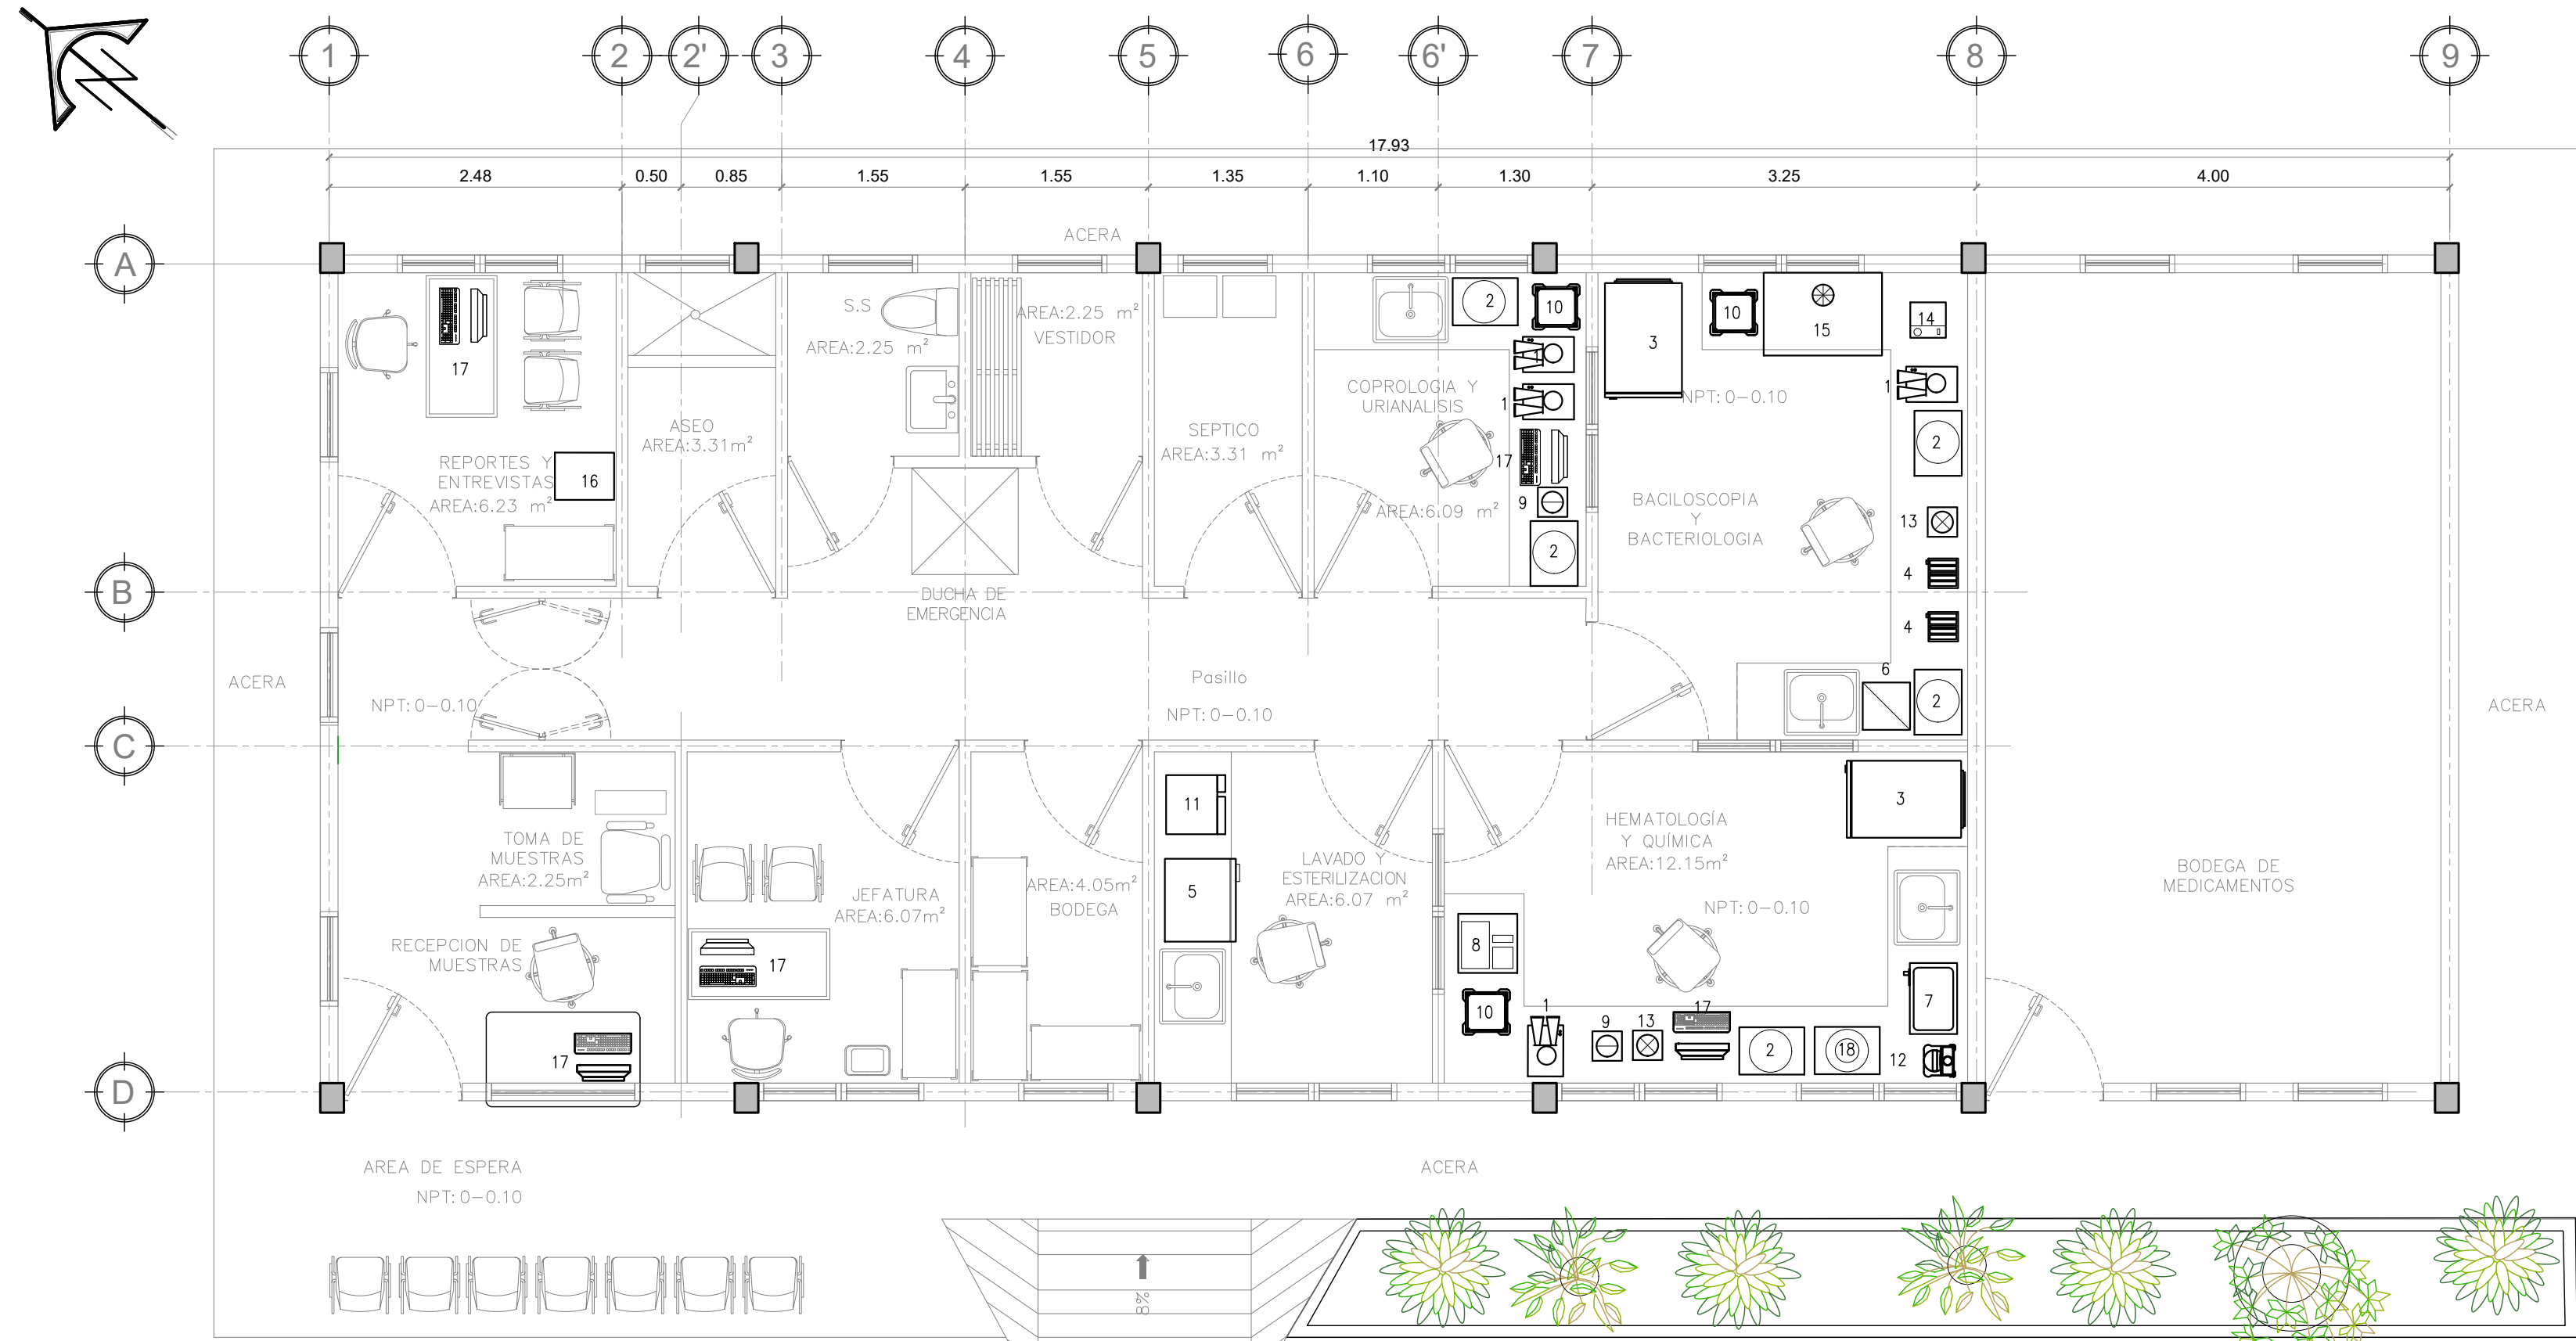 1 2 2' 3 4 5 6 6' 7 8 9
17.93
2.48 0.50 0.85 1.55 1.55 1.35 1.10 1.30 3.25 4.00
ACERA
A
B
C
D
17
REPORTES Y
ENTREVISTAS
AREA:6.23 m²
16
ASEO
AREA:3.31m²
S.S
AREA:2.25 m²
AREA:2.25 m²
VESTIDOR
DUCHA DE
EMERGENCIA
SEPTICO
AREA:3.31 m²
COPROLOGIA Y
URIANALISIS
AREA:6.09 m²
2
10
1
1
17
9
2
3
10
15
14
NPT:0-0.10
1
2
BACILOSCOPIA
Y
BACTERIOLOGIA
13
4
4
6
2
ACERA
NPT:0-0.10
Pasillo
NPT:0-0.10
ACERA
TOMA DE
MUESTRAS
AREA:2.25m²
RECEPCION DE
MUESTRAS
17
JEFATURA
AREA:6.07m²
17
AREA:4.05m²
BODEGA
11
5
LAVADO Y
ESTERILIZACION
AREA:6.07 m²
HEMATOLOGÍA
Y QUÍMICA
AREA:12.15m²
3
NPT:0-0.10
8
10
1
9
13
17
2
18
7
12
BODEGA DE
MEDICAMENTOS
AREA DE ESPERA
NPT:0-0.10
ACERA
8%